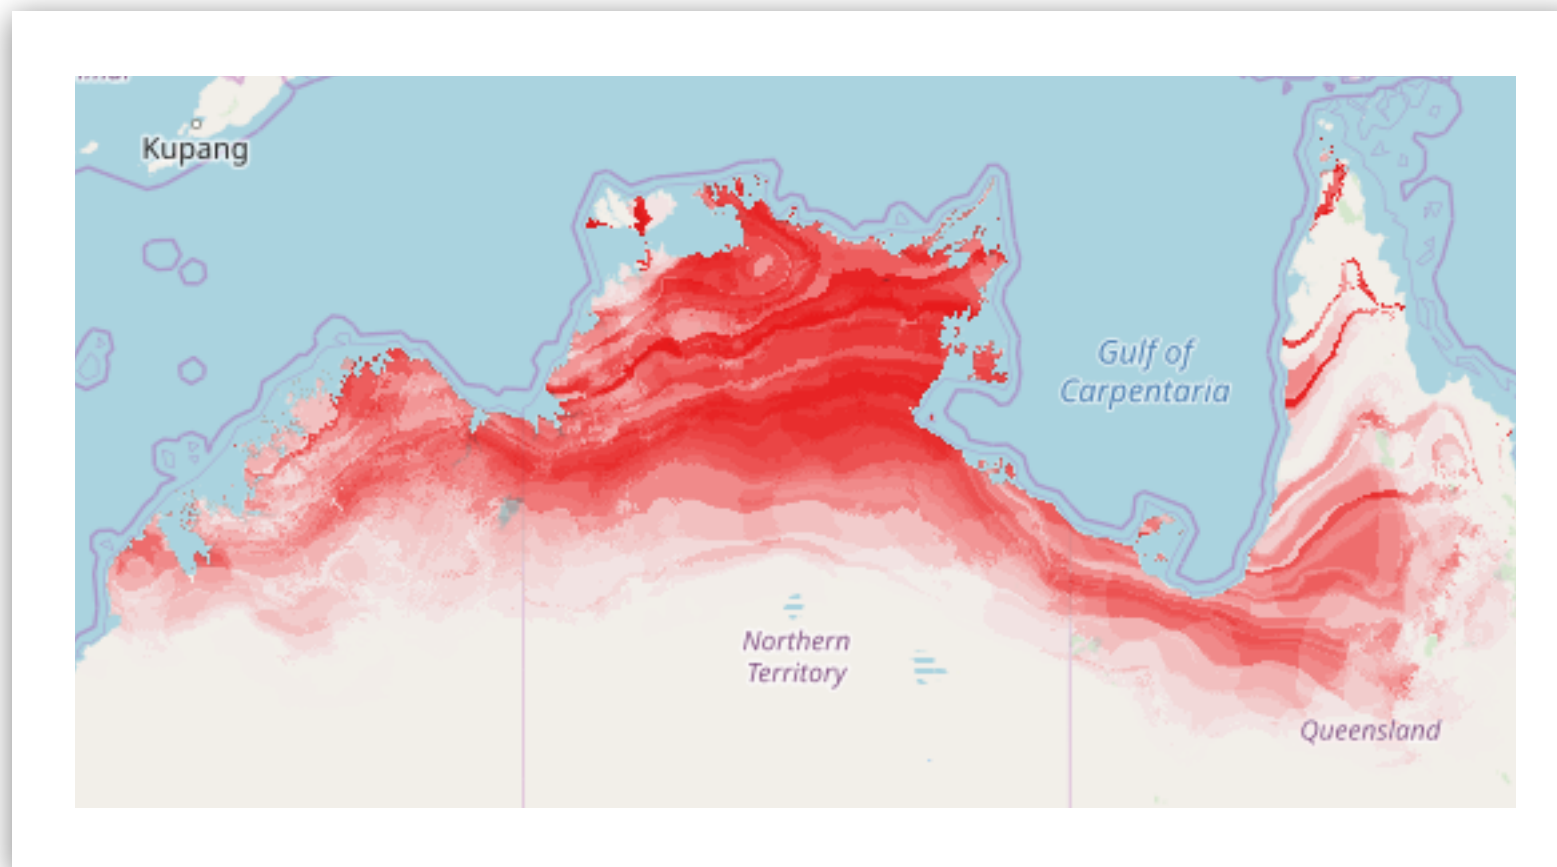 Kupang
Gulf of
Carpentaria
Northern
Territory
Queensland